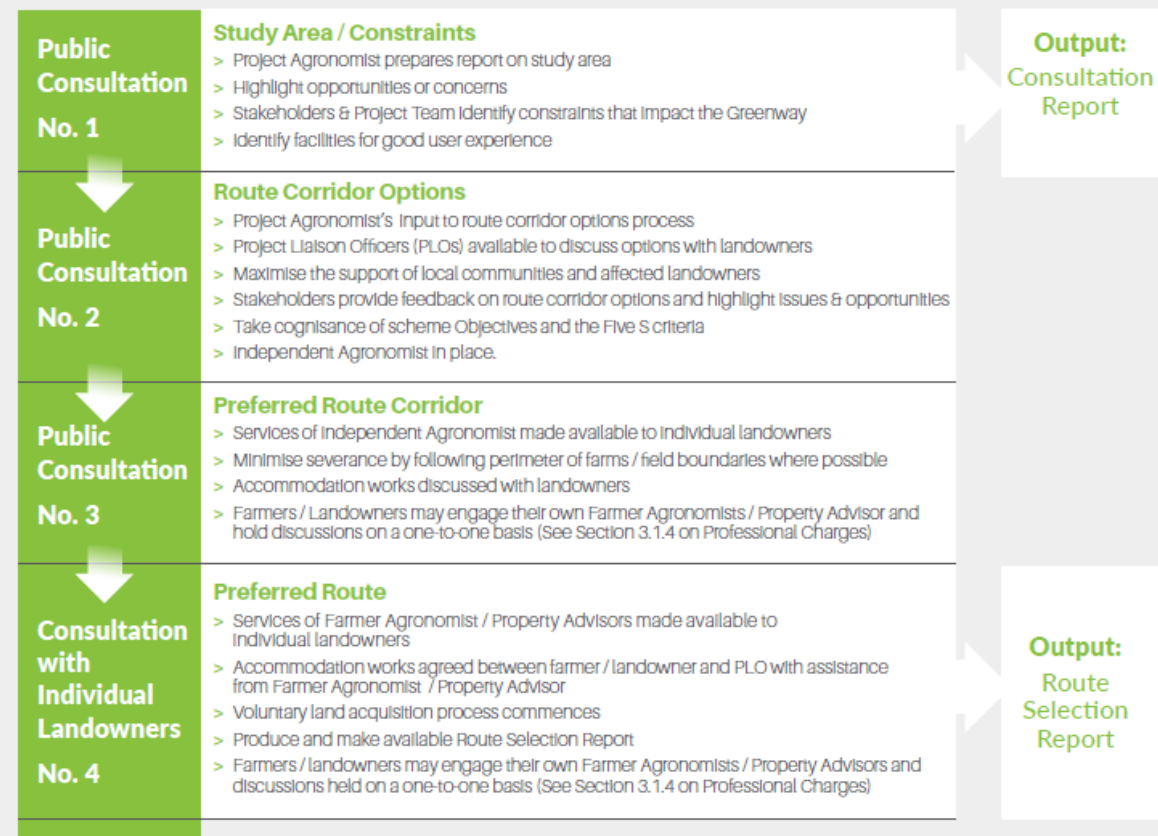 Public
Consultation
No. 1
Study Area / Constraints
> Project Agronomist prepares report on study area
> Highlight opportunities or concerns
> Stakeholders & Project Team Identify constraints that impact the Greenway
> Identify facilities for good user experience
Output:
Consultation
Report
Public
Consultation
No. 2
Route Corridor Options
> Project Agronomist's Input to route corridor options process
> Project Liaison Officers (PLOs) available to discuss options with landowners
> Maximise the support of local communities and affected landowners
> Stakeholders provide feedback on route corridor options and highlight issues & opportunities
> Take cognisance of scheme Objectives and the Five S criteria
> Independent Agronomist in place.
Public
Consultation
No. 3
Preferred Route Corridor
> Services of Independent Agronomist made available to individual landowners
> Minimise severance by following perimeter of farms / field boundaries where possible
> Accommodation works discussed with landowners
> Farmers / Landowners may engage their own Farmer Agronomists / Property Advisor and
hold discussions on a one-to-one basis (See Section 3.1.4 on Professional Charges)
Consultation
with
Individual
Landowners
No. 4
Preferred Route
> Services of Farmer Agronomist / Property Advisors made available to
individual landowners
> Accommodation works agreed between farmer / landowner and PLO with assistance
from Farmer Agronomist / Property Advisor
> Voluntary land acquisition process commences
> Produce and make available Route Selection Report
> Farmers / landowners may engage their own Farmer Agronomists / Property Advisors and
discussions held on a one-to-one basis (See Section 3.1.4 on Professional Charges)
Output:
Route
Selection
Report